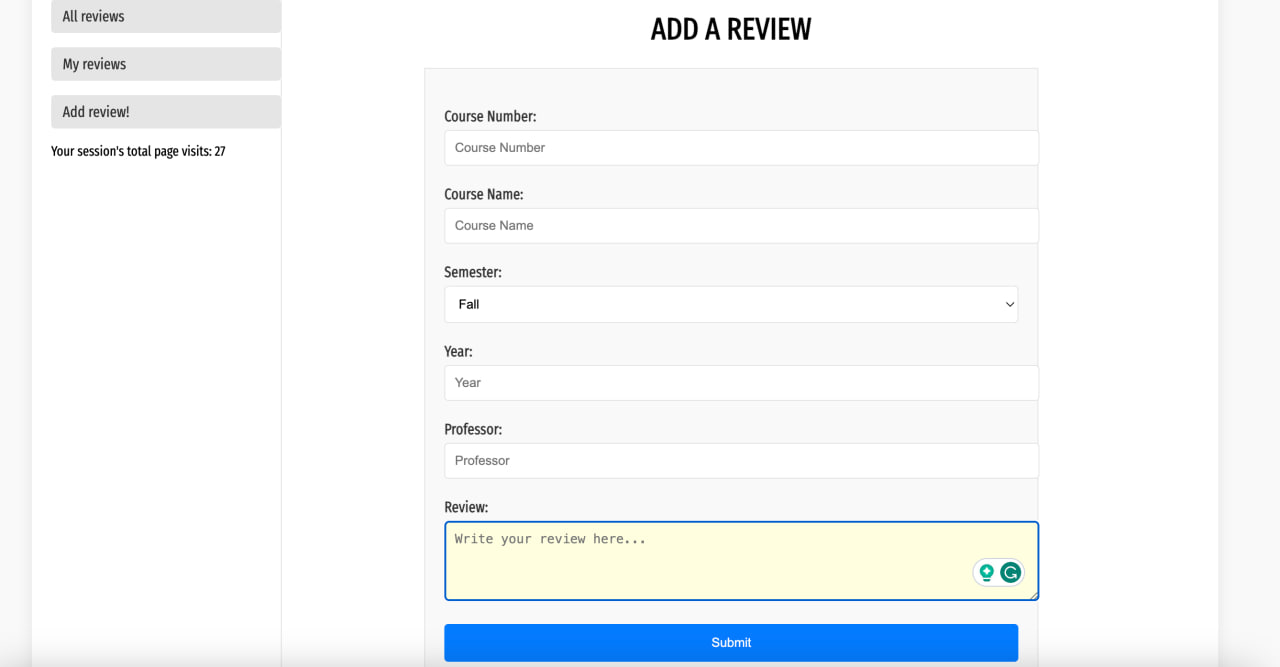 All reviews
My reviews
Add review!
Your session's total page visits: 27
ADD A REVIEW
Course Number:
Course Number
Course Name:
Course Name
Semester:
Fall
Year:
Year
Professor:
Professor
Review:
Write your review here...
Submit